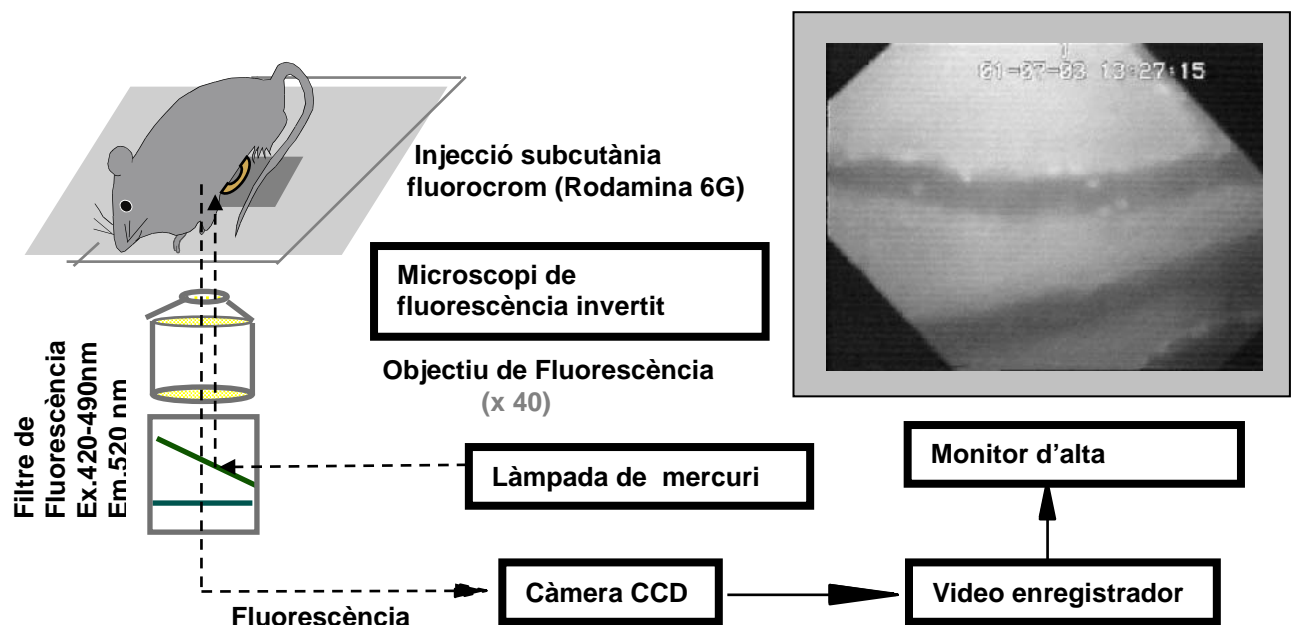 01-07-03 13:27:15
Injecció subcutània
fluorocrom (Rodamina 6G)
Microscopi de
fluorescència invertit
Objectiu de Fluorescència
(x 40)
Filtre de
Fluorescència
Ex.420-490nm
Em.520 nm
Làmpada de mercuri
Monitor d’alta
Càmera CCD
Video enregistrador
Fluorescència